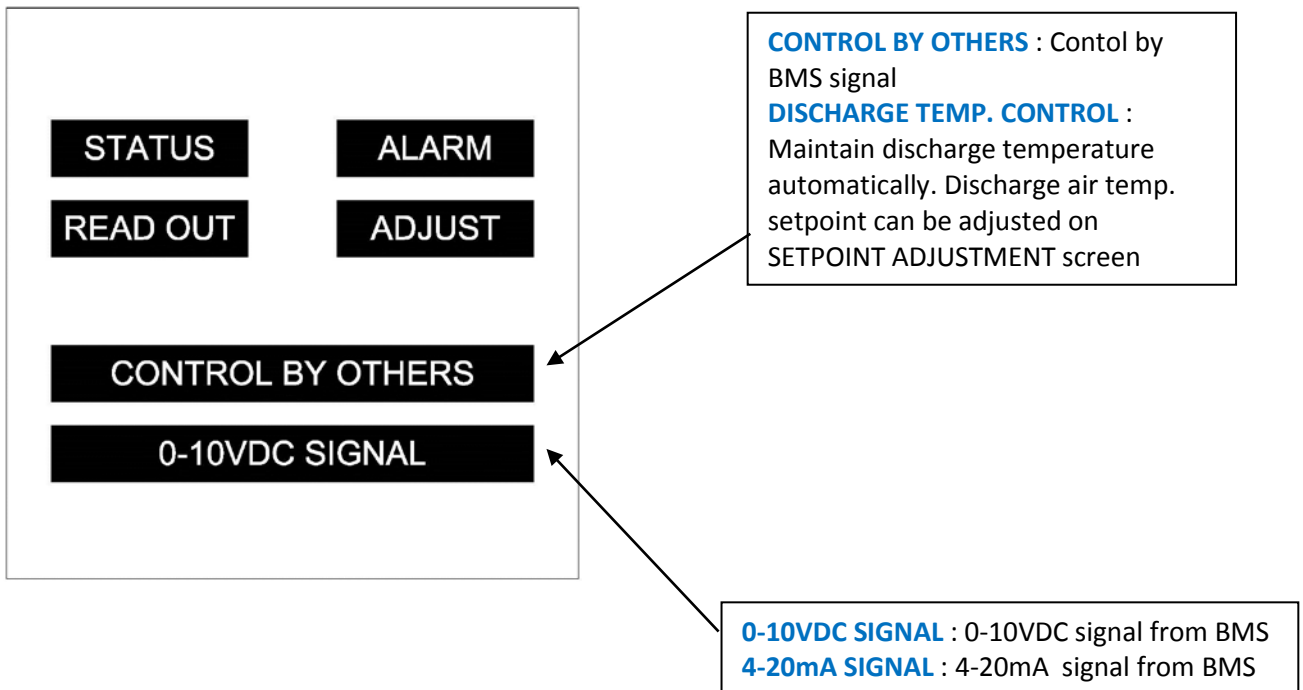 STATUS
ALARM
READ OUT
ADJUST
CONTROL BY OTHERS
0-10VDC SIGNAL
CONTROL BY OTHERS : Contol by
BMS signal
DISCHARGE TEMP. CONTROL :
Maintain discharge temperature
automatically. Discharge air temp.
setpoint can be adjusted on
SETPOINT ADJUSTMENT screen
0-10VDC SIGNAL : 0-10VDC signal from BMS
4-20mA SIGNAL : 4-20mA  signal from BMS